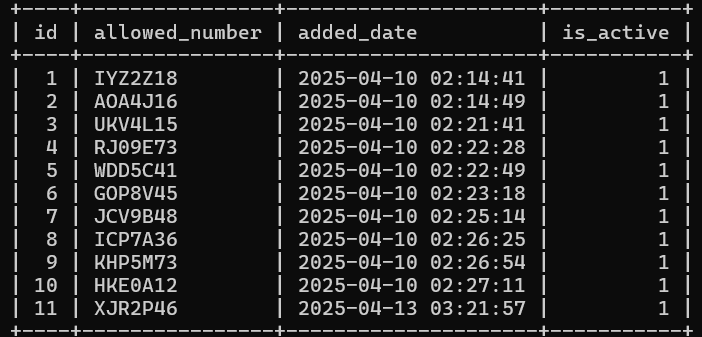 +----+----------------+---------------------+-----------+
| id | allowed_number | added_date          | is_active |
+----+----------------+---------------------+-----------+
|  1 | IYZ2Z18        | 2025-04-10 02:14:41 |         1 |
|  2 | AOA4J16        | 2025-04-10 02:14:49 |         1 |
|  3 | UKV4L15        | 2025-04-10 02:21:41 |         1 |
|  4 | RJ09E73        | 2025-04-10 02:22:28 |         1 |
|  5 | WDD5C41        | 2025-04-10 02:22:49 |         1 |
|  6 | GOP8V45        | 2025-04-10 02:23:18 |         1 |
|  7 | JCV9B48        | 2025-04-10 02:25:14 |         1 |
|  8 | ICP7A36        | 2025-04-10 02:26:25 |         1 |
|  9 | KHP5M73        | 2025-04-10 02:26:54 |         1 |
| 10 | HKE0A12        | 2025-04-10 02:27:11 |         1 |
| 11 | XJR2P46        | 2025-04-13 03:21:57 |         1 |
+----+----------------+---------------------+-----------+